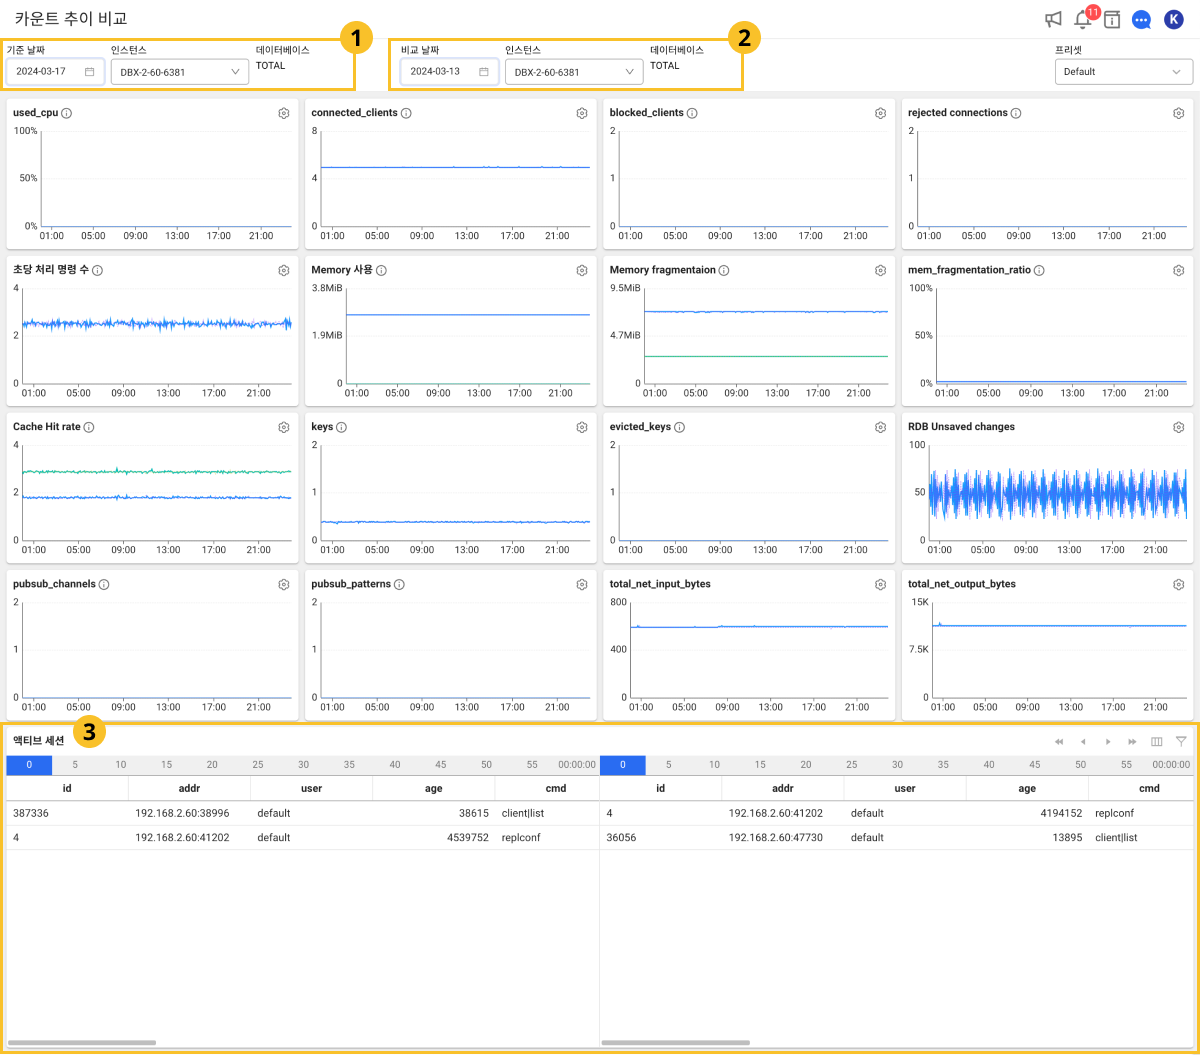 카운트 추이 비교
11
K
1
2
기준 날짜 인스턴스 데이터베이스
2024-03-17 DBX-2-60-6381 TOTAL
비교 날짜 인스턴스 데이터베이스
2024-03-13 DBX-2-60-6381 TOTAL
프리셋
Default
used_cpu
100%
50%
0%
01:00 05:00 09:00 13:00 17:00 21:00
connected_clients
8
4
0
01:00 05:00 09:00 13:00 17:00 21:00
blocked_clients
2
1
0
01:00 05:00 09:00 13:00 17:00 21:00
rejected connections
2
1
0
01:00 05:00 09:00 13:00 17:00 21:00
초당 처리 명령 수
4
2
0
01:00 05:00 09:00 13:00 17:00 21:00
Memory 사용
3.8MiB
1.9MiB
0
01:00 05:00 09:00 13:00 17:00 21:00
Memory fragmentaion
9.5MiB
4.7MiB
0
01:00 05:00 09:00 13:00 17:00 21:00
mem_fragmentation_ratio
100%
50%
0%
01:00 05:00 09:00 13:00 17:00 21:00
Cache Hit rate
4
2
0
01:00 05:00 09:00 13:00 17:00 21:00
keys
2
1
0
01:00 05:00 09:00 13:00 17:00 21:00
evicted_keys
2
1
0
01:00 05:00 09:00 13:00 17:00 21:00
RDB Unsaved changes
100
50
0
01:00 05:00 09:00 13:00 17:00 21:00
pubsub_channels
2
1
0
01:00 05:00 09:00 13:00 17:00 21:00
pubsub_patterns
2
1
0
01:00 05:00 09:00 13:00 17:00 21:00
total_net_input_bytes
800
400
0
01:00 05:00 09:00 13:00 17:00 21:00
total_net_output_bytes
15K
7.5K
0
01:00 05:00 09:00 13:00 17:00 21:00
3
액티브 세션
0 5 10 15 20 25 30 35 40 45 50 55 00:00:00 0 5 10 15 20 25 30 35 40 45 50 55 00:00:00
id addr user age cmd id addr user age cmd
387336 192.168.2.60:38996 default 38615 client|list 4 192.168.2.60:41202 default 4194152 replconf
4 192.168.2.60:41202 default 4539752 replconf 36056 192.168.2.60:47730 default 13895 client|list